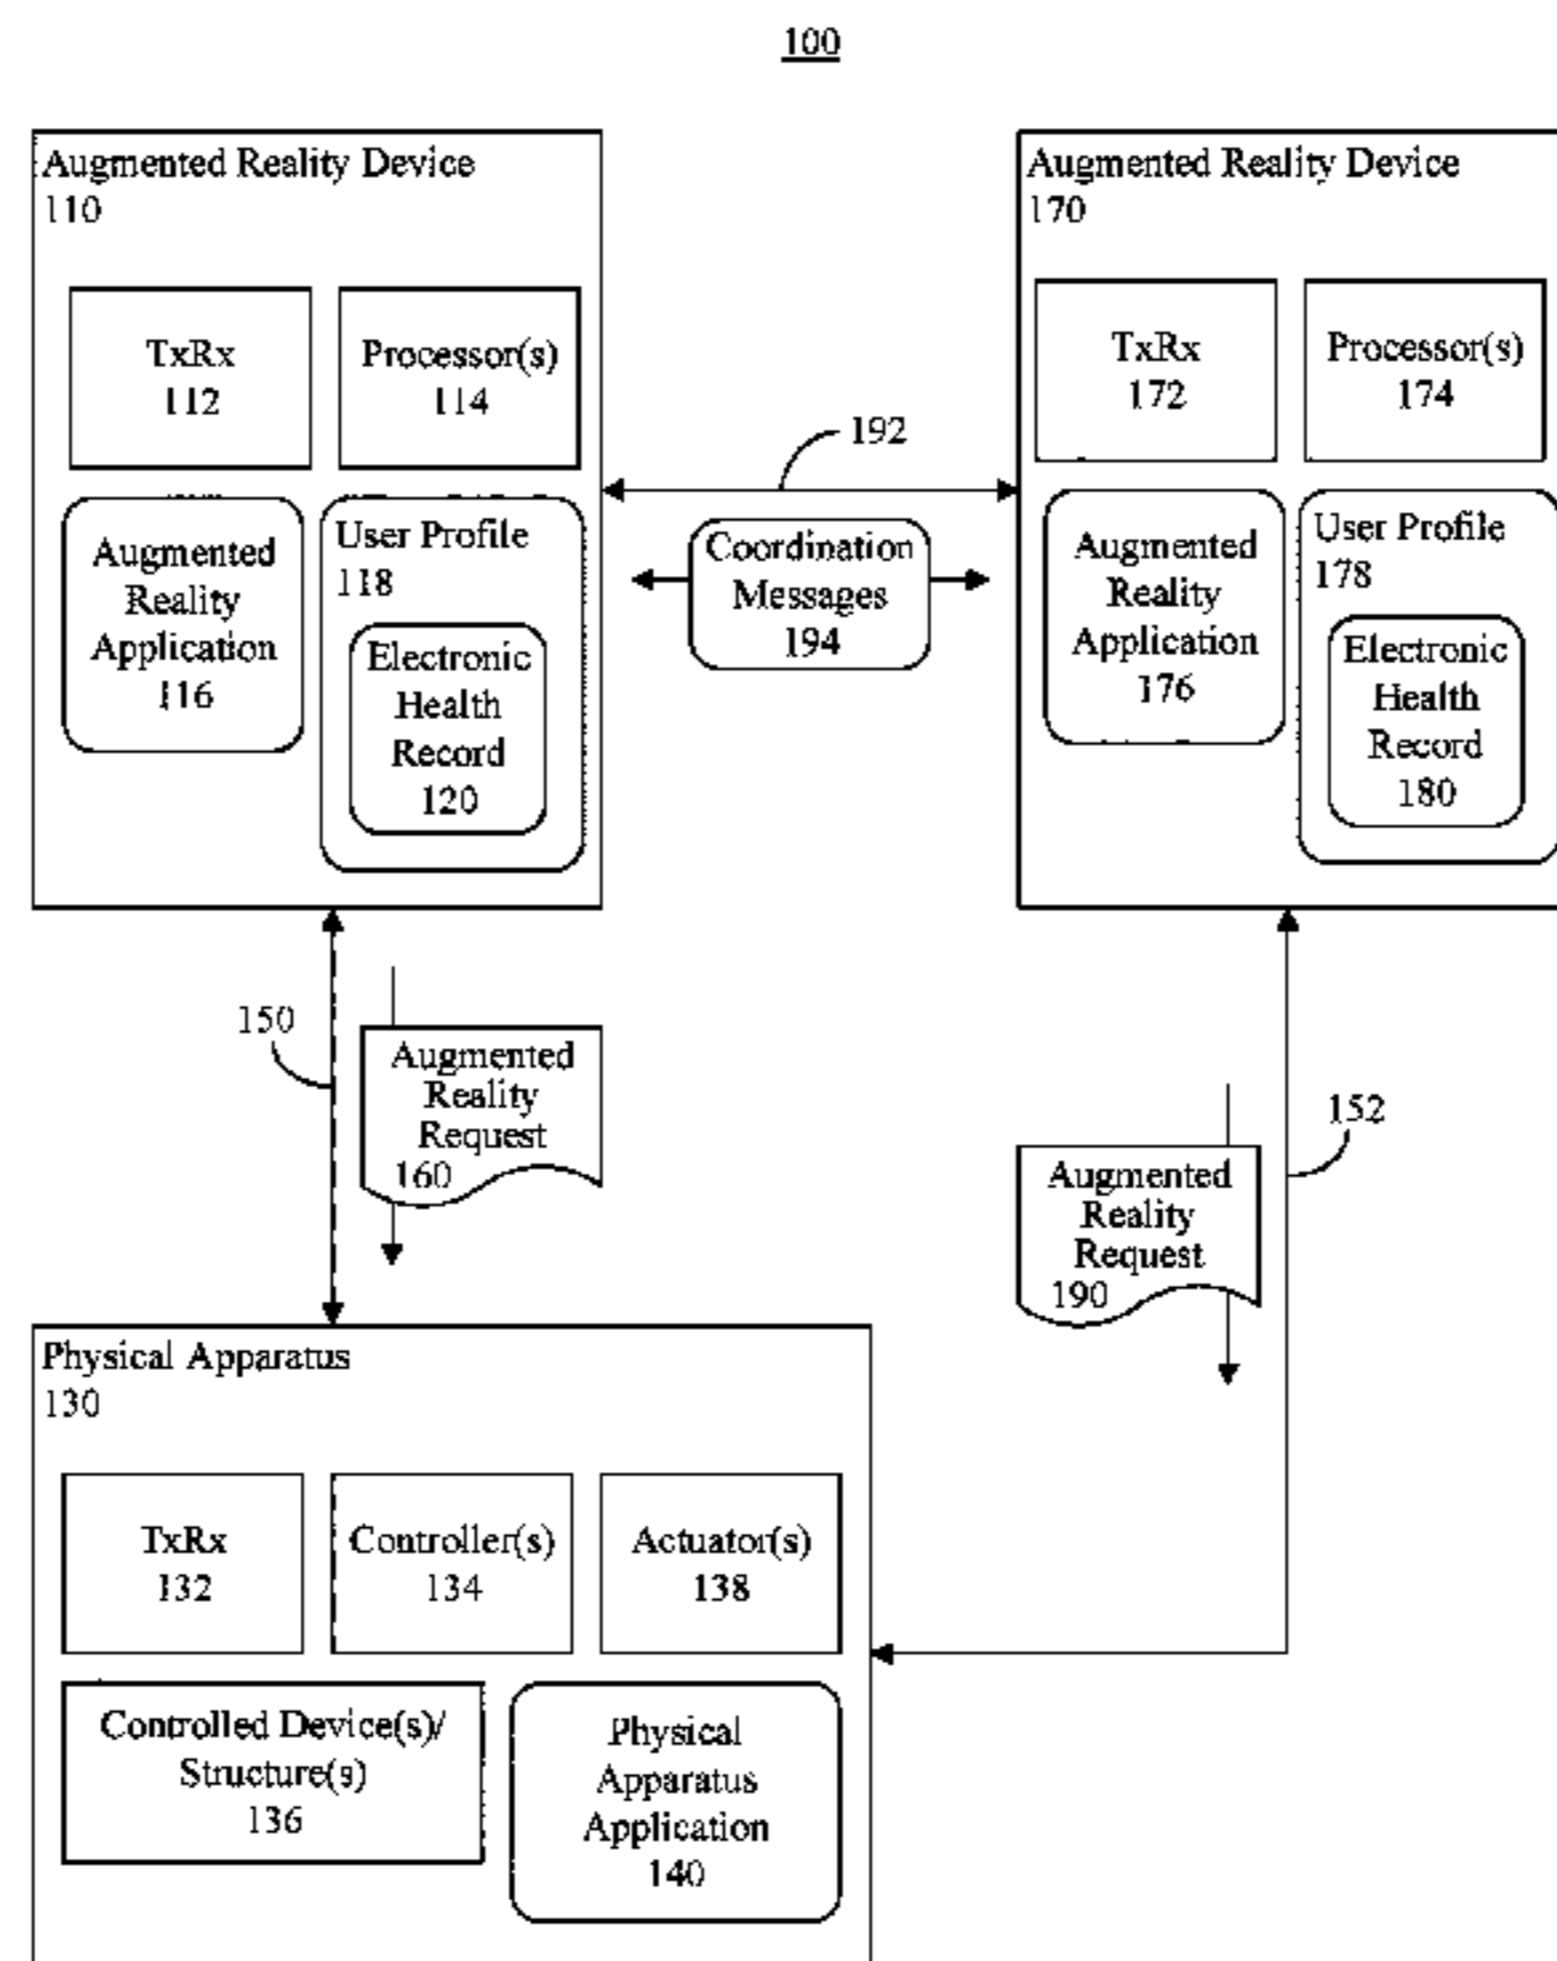 100
Augmented Reality Device
110
TxRx
112
Processor(s)
114
Augmented
Reality
Application
116
User Profile
118
Electronic
Health
Record
120
192
Coordination
Messages
194
Augmented Reality Device
170
TxRx
172
Processor(s)
174
Augmented
Reality
Application
176
User Profile
178
Electronic
Health
Record
180
150
Augmented
Reality
Request
160
152
Augmented
Reality
Request
190
Physical Apparatus
130
TxRx
132
Controller(s)
134
Actuator(s)
138
Controlled Device(s)/
Structure(s)
136
Physical
Apparatus
Application
140